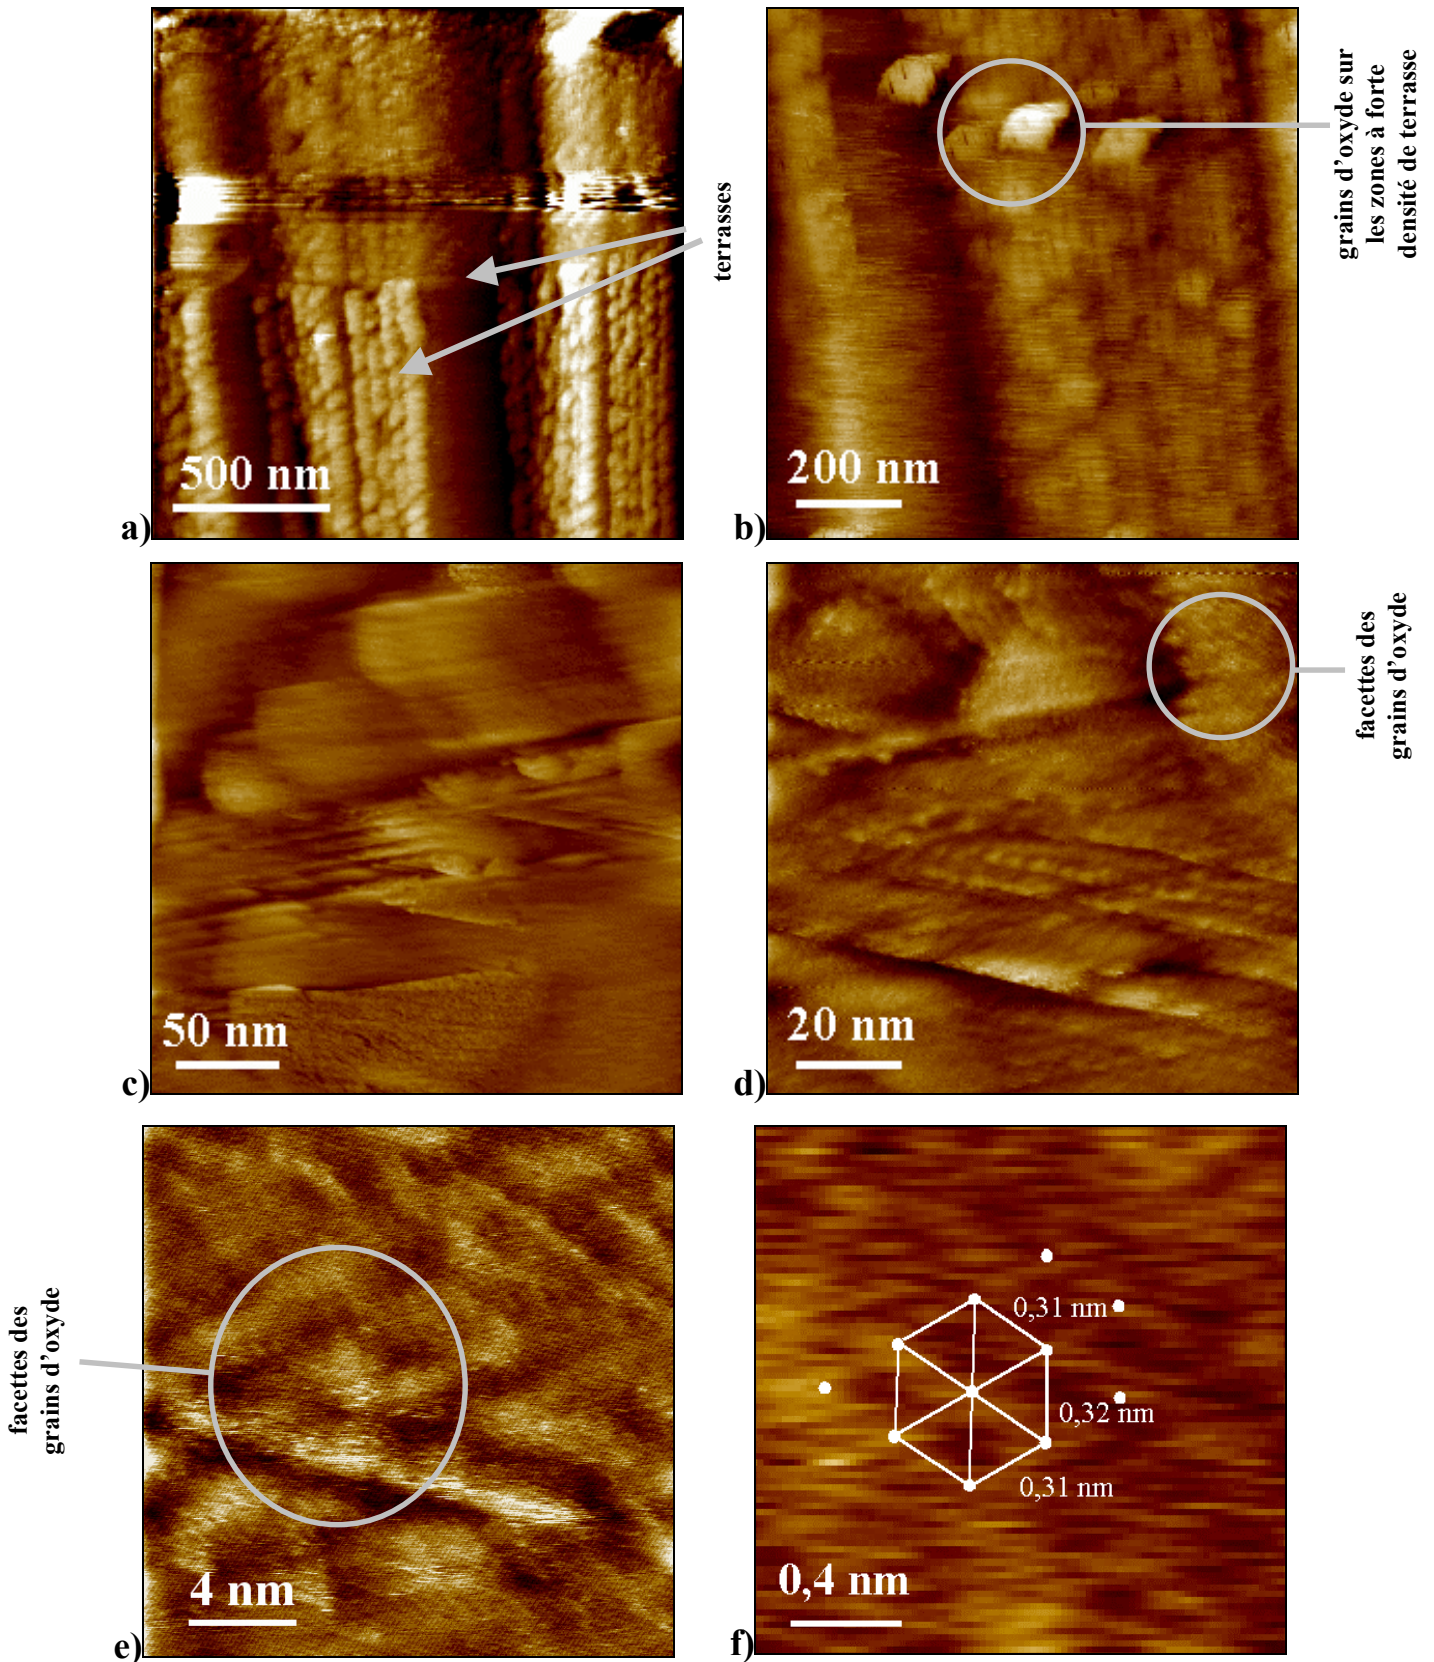 500 nm
a)
terrasses
200 nm
b)
grains d’oxyde sur
les zones à forte
densité de terrasse
50 nm
c)
20 nm
d)
facettes des
grains d’oxyde
facettes des
grains d’oxyde
4 nm
e)
0,31 nm
0,32 nm
0,31 nm
0,4 nm
f)